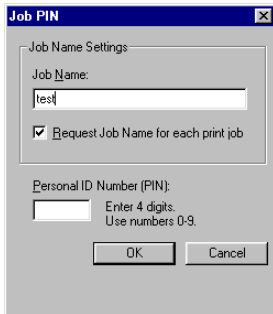 Job PIN
Job Name Settings
Job Name:
test
Request Job Name for each print job
Personal ID Number (PIN):
Enter 4 digits.
Use numbers 0-9.
OK Cancel